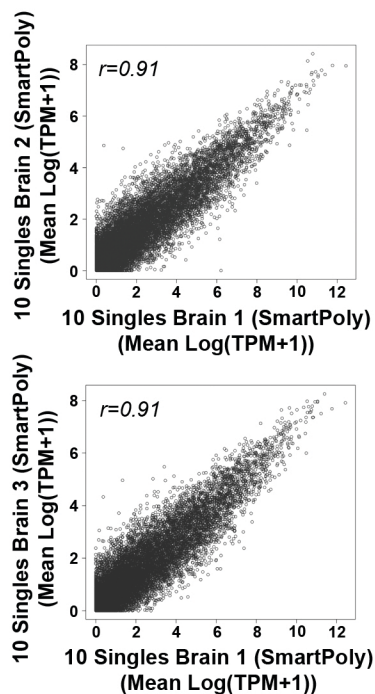 r=0.91
10 Singles Brain 2 (SmartPoly)
(Mean Log(TPM+1))
8
6
4
2
0
0 2 4 6 8 10 12
10 Singles Brain 1 (SmartPoly)
(Mean Log(TPM+1))
r=0.91
10 Singles Brain 3 (SmartPoly)
(Mean Log(TPM+1))
8
6
4
2
0
0 2 4 6 8 10 12
10 Singles Brain 1 (SmartPoly)
(Mean Log(TPM+1))